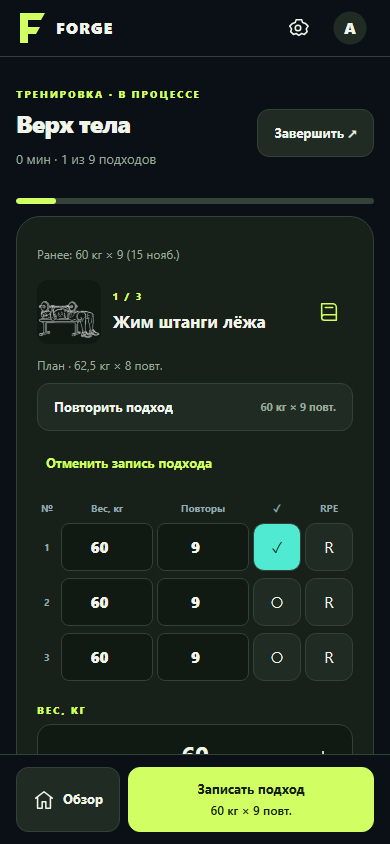 FORGE
A
ТРЕНИРОВКА · В ПРОЦЕССЕ
Верх тела
Завершить ↗
0 мин · 1 из 9 подходов
Ранее: 60 кг × 9 (15 нояб.)
1 / 3
Жим штанги лёжа
План · 62,5 кг × 8 повт.
Повторить подход 60 кг × 9 повт.
Отменить запись подхода
№ Вес, кг Повторы ✓ RPE
1 60 9 ✓ R
2 60 9 O R
3 60 9 O R
ВЕС, КГ
60
Обзор
Записать подход
60 кг × 9 повт.